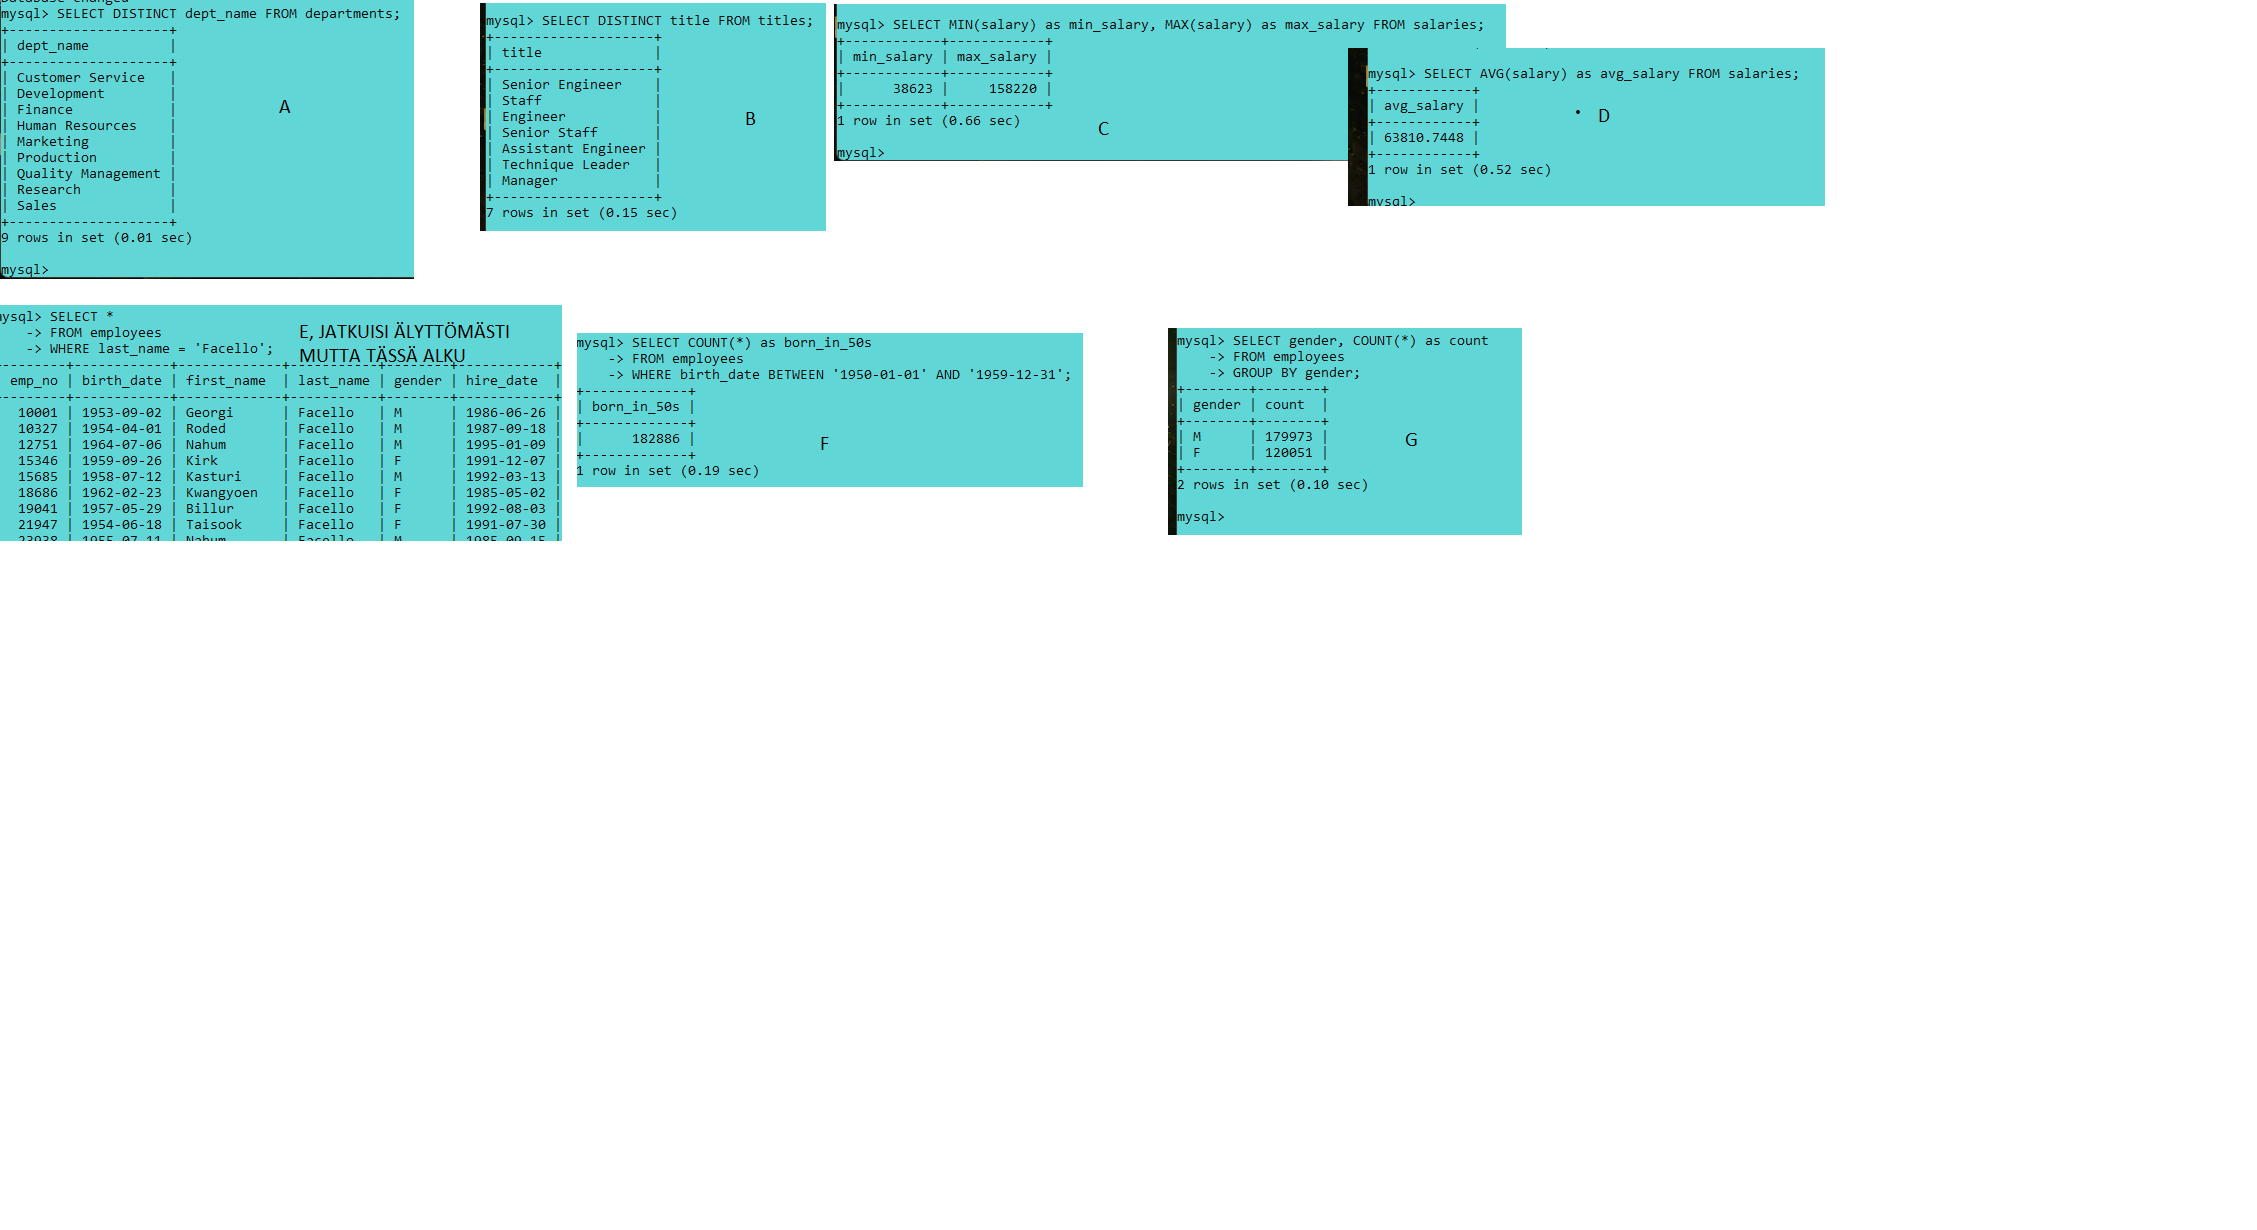 Database changed
mysql> SELECT DISTINCT dept_name FROM departments;
+--------------------+
| dept_name          |
+--------------------+
| Customer Service   |
| Development        |
| Finance            |
| Human Resources    |
| Marketing          |
| Production         |
| Quality Management |
| Research           |
| Sales              |
+--------------------+
9 rows in set (0.01 sec)
mysql>
A
mysql> SELECT DISTINCT title FROM titles;
+--------------------+
| title              |
+--------------------+
| Senior Engineer    |
| Staff              |
| Engineer           |
| Senior Staff       |
| Assistant Engineer |
| Technique Leader   |
| Manager            |
+--------------------+
7 rows in set (0.15 sec)
B
mysql> SELECT MIN(salary) as min_salary, MAX(salary) as max_salary FROM salaries;
+------------+------------+
| min_salary | max_salary |
+------------+------------+
|      38623 |     158220 |
+------------+------------+
1 row in set (0.66 sec)
mysql>
C
mysql> SELECT AVG(salary) as avg_salary FROM salaries;
+------------+
| avg_salary |
+------------+
| 63810.7448 |
+------------+
1 row in set (0.52 sec)
mysql>
D
mysql> SELECT *
    -> FROM employees
    -> WHERE last_name = 'Facello';
E, JATKUISI ÄLYTTÖMÄSTI
MUTTA TÄSSÄ ALKU
--------+------------+-------------+-----------+--------+------------+
 emp_no | birth_date | first_name  | last_name | gender | hire_date  |
--------+------------+-------------+-----------+--------+------------+
  10001 | 1953-09-02 | Georgi      | Facello   | M      | 1986-06-26 |
  10327 | 1954-04-01 | Roded       | Facello   | M      | 1987-09-18 |
  12751 | 1964-07-06 | Nahum       | Facello   | M      | 1995-01-09 |
  15346 | 1959-09-26 | Kirk        | Facello   | F      | 1991-12-07 |
  15685 | 1958-07-12 | Kasturi     | Facello   | M      | 1992-03-13 |
  18686 | 1962-02-23 | Kwangyoen   | Facello   | F      | 1985-05-02 |
  19041 | 1957-05-29 | Billur      | Facello   | F      | 1992-08-03 |
  21947 | 1954-06-18 | Taisook     | Facello   | F      | 1991-07-30 |
  23938 | 1955-07-11 | Nahum       | Facello   | M      | 1985-09-15 |
mysql> SELECT COUNT(*) as born_in_50s
    -> FROM employees
    -> WHERE birth_date BETWEEN '1950-01-01' AND '1959-12-31';
+-------------+
| born_in_50s |
+-------------+
|      182886 |
+-------------+
1 row in set (0.19 sec)
F
mysql> SELECT gender, COUNT(*) as count
    -> FROM employees
    -> GROUP BY gender;
+--------+--------+
| gender | count  |
+--------+--------+
| M      | 179973 |
| F      | 120051 |
+--------+--------+
2 rows in set (0.10 sec)
mysql>
G